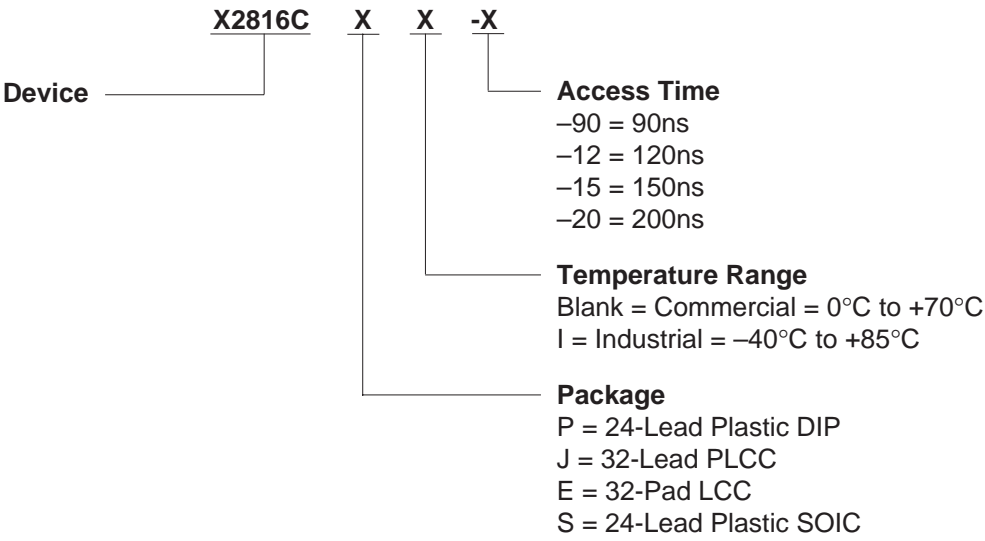 X2816C X X -X
Device
Access Time
–90 = 90ns
–12 = 120ns
–15 = 150ns
–20 = 200ns
Temperature Range
Blank = Commercial = 0°C to +70°C
I = Industrial = –40°C to +85°C
Package
P = 24-Lead Plastic DIP
J = 32-Lead PLCC
E = 32-Pad LCC
S = 24-Lead Plastic SOIC